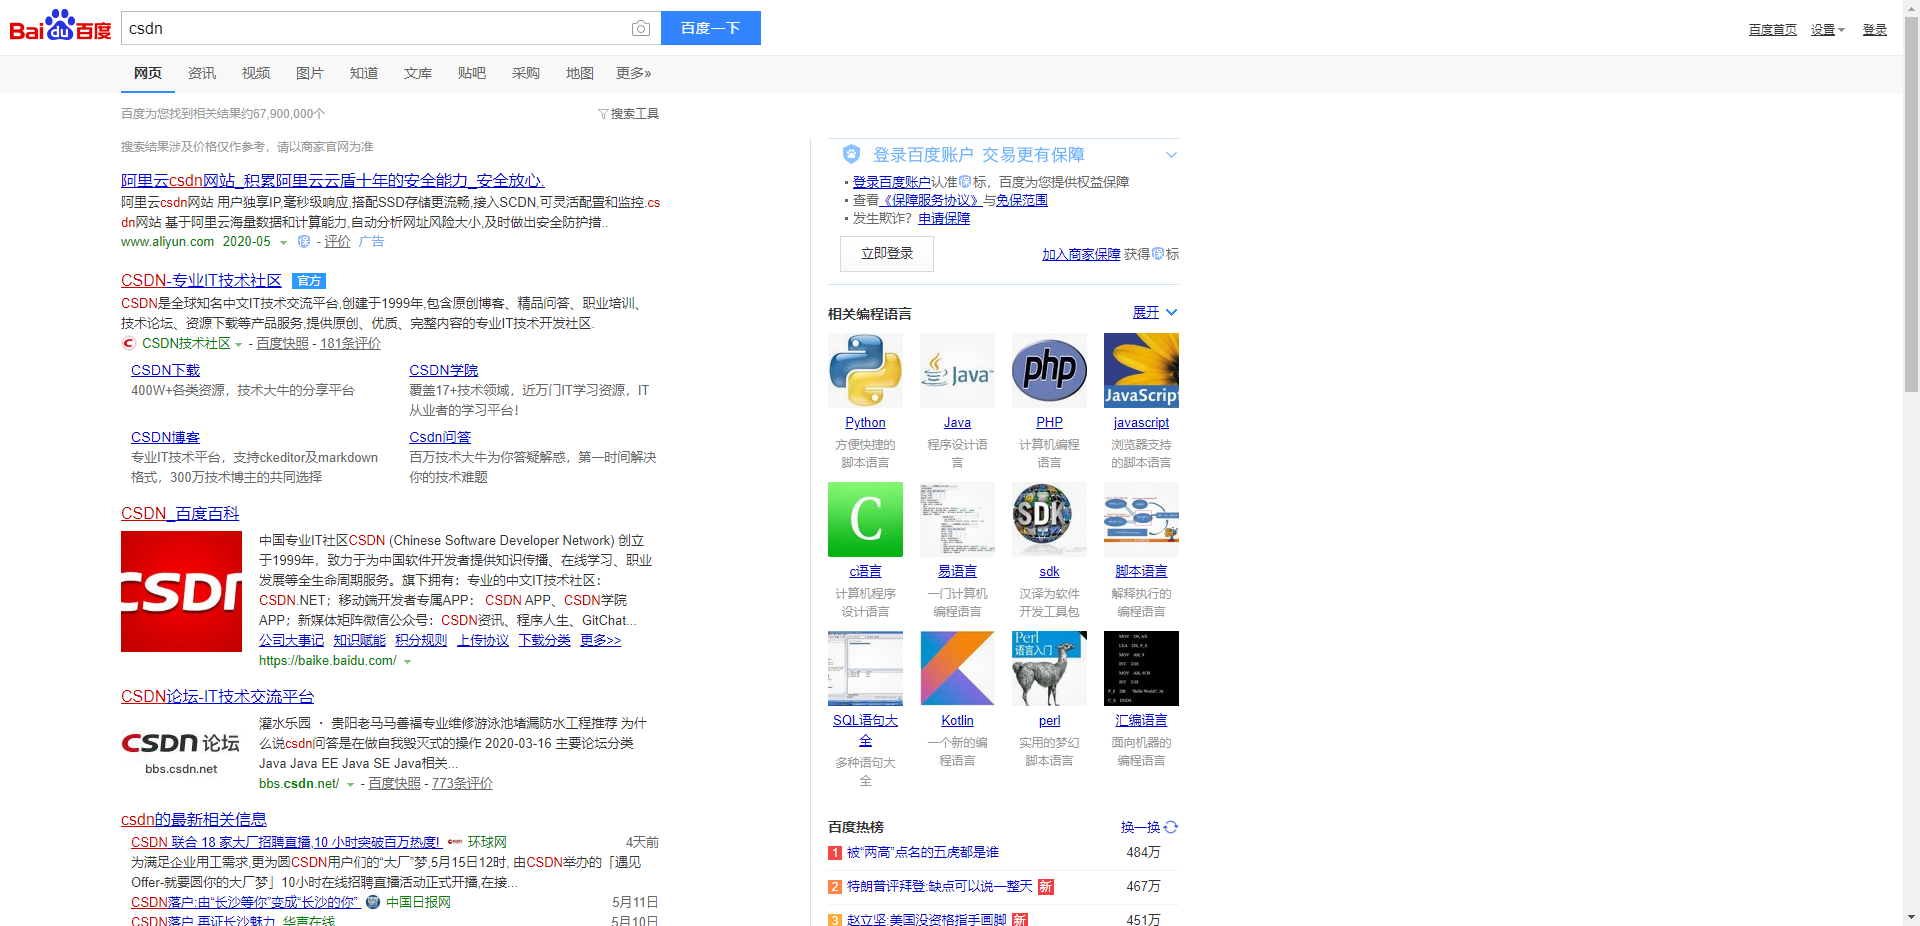 Bai du 百度
csdn
百度一下
百度首页 设置 登录
网页 资讯 视频 图片 知道 文库 贴吧 采购 地图 更多»
百度为您找到相关结果约67,900,000个
搜索工具
搜索结果涉及价格仅作参考，请以商家官网为准
阿里云csdn网站_积累阿里云云盾十年的安全能力_安全放心.
阿里云csdn网站 用户独享IP,毫秒级响应,搭配SSD存储更流畅,接入SCDN,可灵活配置和监控.cs
dn网站 基于阿里云海量数据和计算能力,自动分析网址风险大小,及时做出安全防护措..
www.aliyun.com 2020-05 保 - 评价 广告
CSDN-专业IT技术社区 官方
CSDN是全球知名中文IT技术交流平台,创建于1999年,包含原创博客、精品问答、职业培训、
技术论坛、资源下载等产品服务,提供原创、优质、完整内容的专业IT技术开发社区.
C CSDN技术社区 - 百度快照 - 181条评价
CSDN下载
400W+各类资源，技术大牛的分享平台
CSDN学院
覆盖17+技术领域，近万门IT学习资源，IT
从业者的学习平台!
CSDN博客
专业IT技术平台，支持ckeditor及markdown
格式，300万技术博主的共同选择
Csdn问答
百万技术大牛为你答疑解惑，第一时间解决
你的技术难题
CSDN_百度百科
CSDN
中国专业IT社区CSDN (Chinese Software Developer Network) 创立
于1999年，致力于为中国软件开发者提供知识传播、在线学习、职业
发展等全生命周期服务。旗下拥有：专业的中文IT技术社区：
CSDN.NET；移动端开发者专属APP： CSDN APP、CSDN学院
APP；新媒体矩阵微信公众号：CSDN资讯、程序人生、GitChat...
公司大事记 知识赋能 积分规则 上传协议 下载分类 更多>>
https://baike.baidu.com/
CSDN论坛-IT技术交流平台
CSDN 论坛
bbs.csdn.net
灌水乐园 · 贵阳老马马善福专业维修游泳池堵漏防水工程推荐 为什
么说csdn问答是在做自我毁灭式的操作 2020-03-16 主要论坛分类
Java Java EE Java SE Java相关...
bbs.csdn.net/ - 百度快照 - 773条评价
csdn的最新相关信息
CSDN 联合 18 家大厂招聘直播,10 小时突破百万热度! 环球网 4天前
为满足企业用工需求,更为圆CSDN用户们的“大厂”梦,5月15日12时, 由CSDN举办的「遇见
Offer-就要圆你的大厂梦」10小时在线招聘直播活动正式开播,在接...
CSDN落户:由“长沙等你”变成“长沙的你” 中国日报网 5月11日
CSDN落户 再证长沙魅力 华声在线 5月10日
登录百度账户 交易更有保障
登录百度账户认准保标，百度为您提供权益保障
查看《保障服务协议》与免保范围
发生欺诈？申请保障
立即登录
加入商家保障 获得保标
相关编程语言 展开
Java
php
JavaScript
Python Java PHP javascript
方便快捷的 程序设计语 计算机编程 浏览器支持
脚本语言 言 语言 的脚本语言
C
SDK
c语言 易语言 sdk 脚本语言
计算机程序 一门计算机 汉译为软件 解释执行的
设计语言 编程语言 开发工具包 编程语言
Perl
语言入门
SQL语句大 Kotlin perl 汇编语言
全
一个新的编 实用的梦幻 面向机器的
程语言 脚本语言 编程语言
多种语句大
全
百度热榜 换一换
1 被“两高”点名的五虎都是谁 484万
2 特朗普评拜登:缺点可以说一整天 新 467万
3 赵立坚:美国没资格指手画脚 新 451万